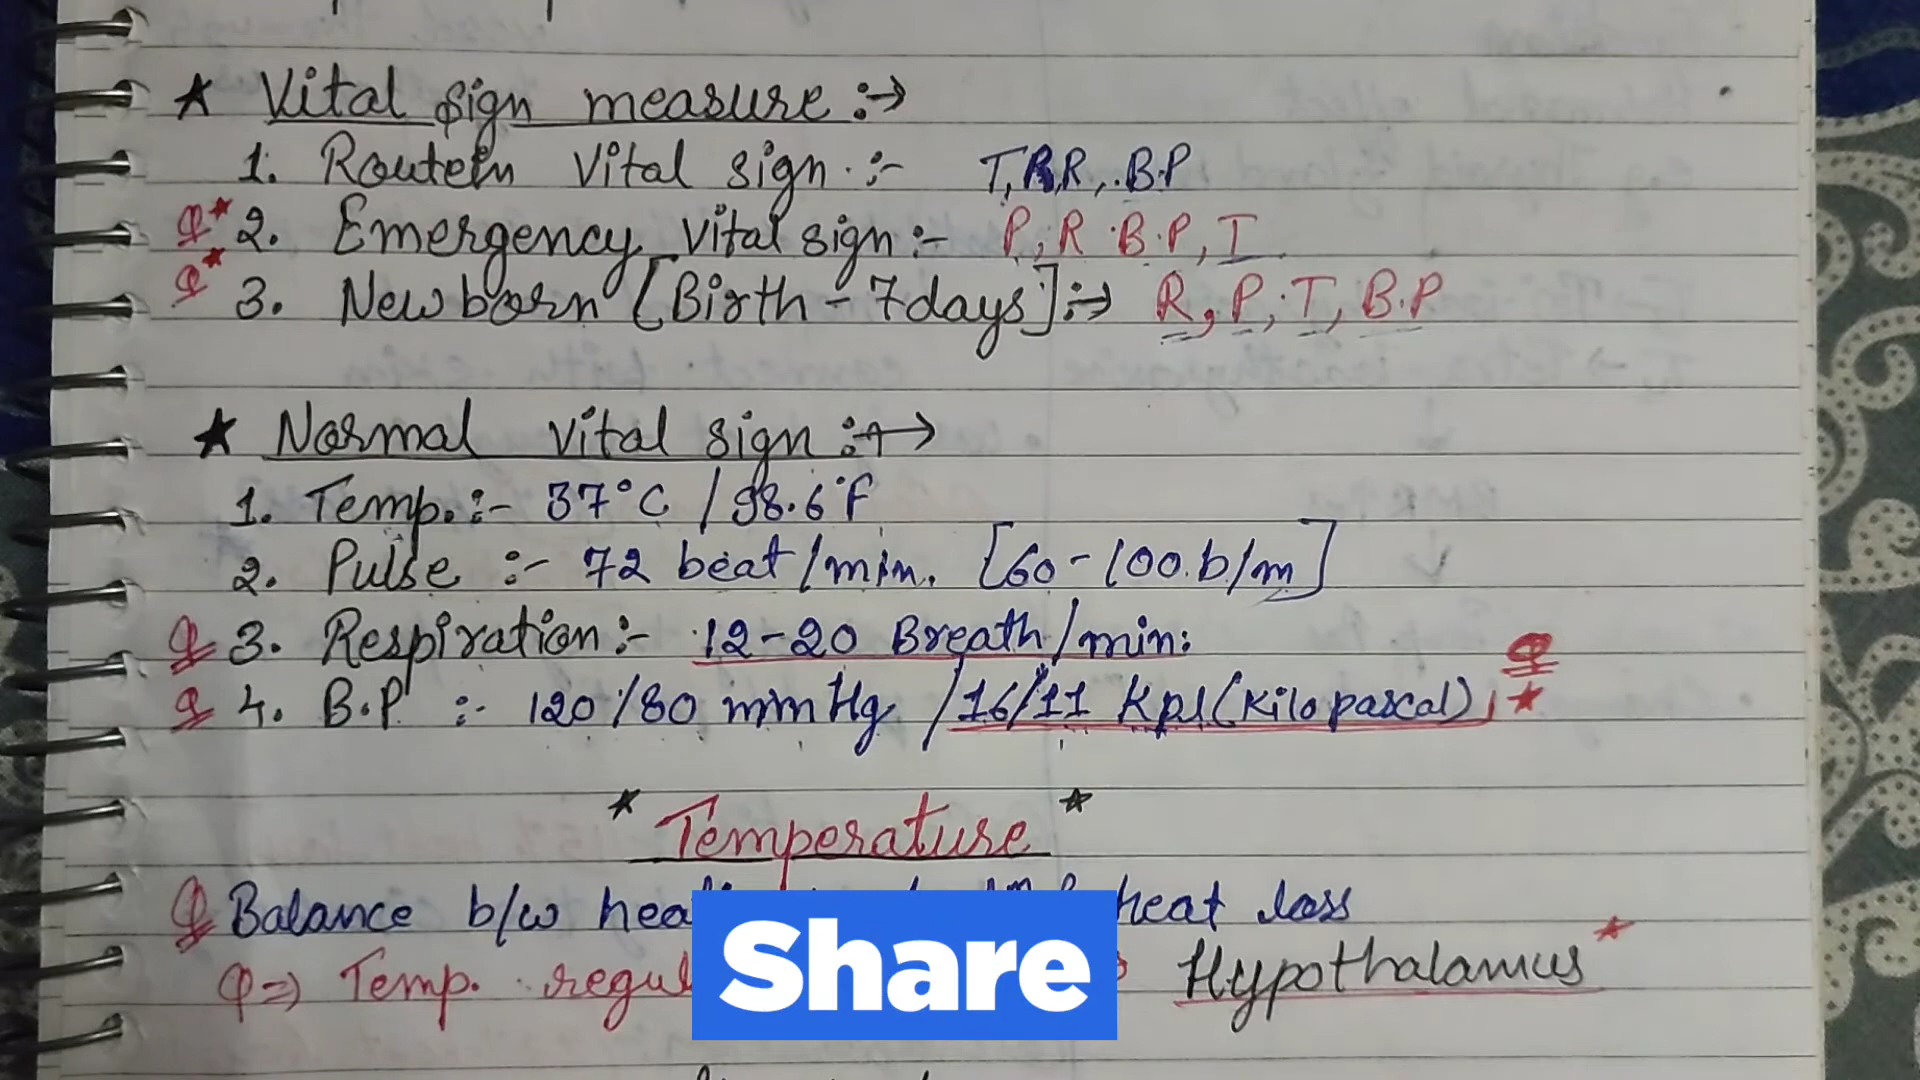 ★ Vital sign measure :→
1. Routein Vital sign :- T, P, R, B.P
Q* 2. Emergency vital sign :- P, R B.P, T
Q* 3. New born [Birth - 7days] :→ R, P, T, B.P
★ Normal vital sign :→
1. Temp. :- 37°C / 98.6°F
2. Pulse :- 72 beat/min. [60-100.b/m]
Q 3. Respiration :- 12-20 Breath/min.
Q 4. B.P :- 120/80 mmHg / 16/11 Kpl (Kilo pascal), Q ★
* Temperature *
Q Balance b/w heat loss
Q⇒ Temp. Hypothalamus *
Share